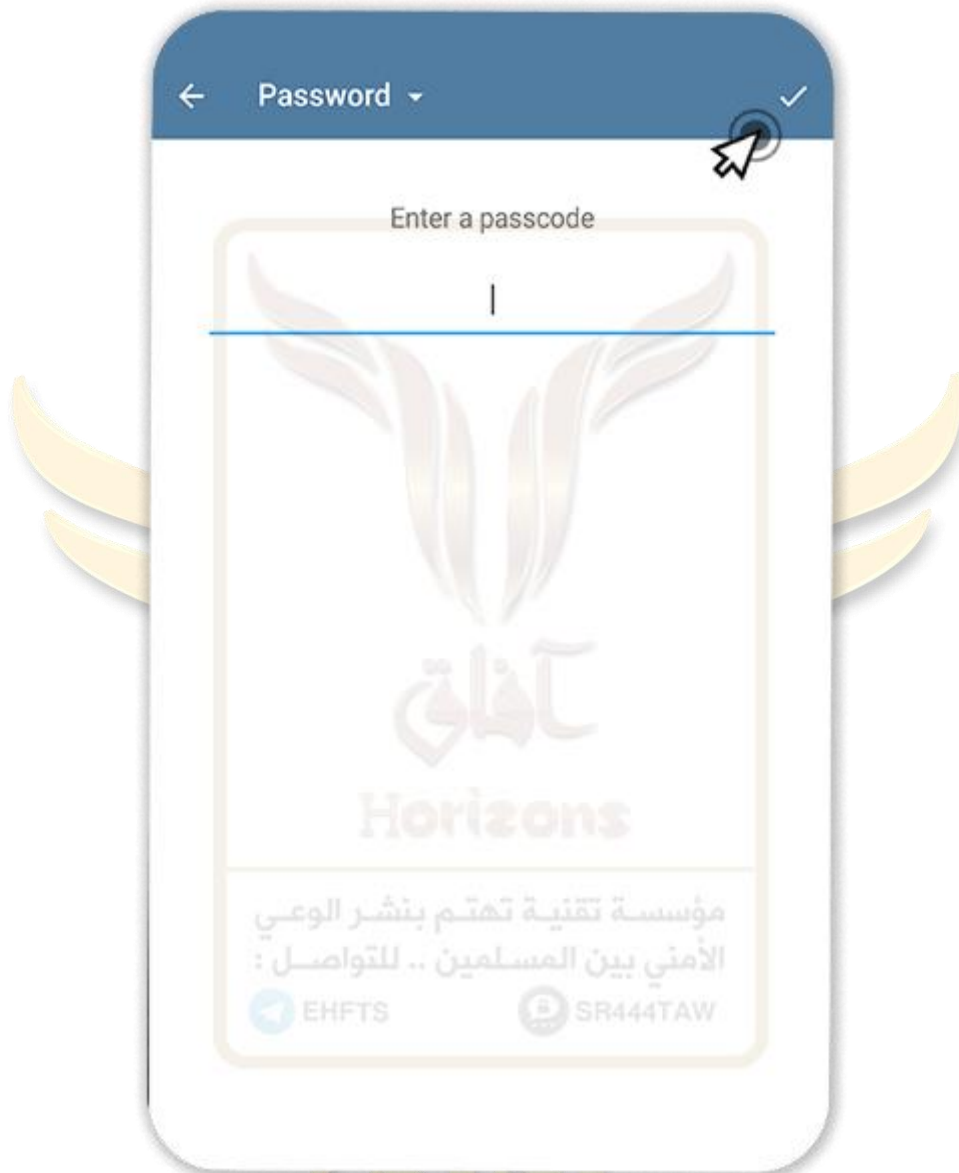 Password
Enter a passcode
آفاق
Horizons
مؤسسة تقنية تهتم بنشر الوعي
الأمني بين المسلمين .. للتواصل :
EHFTS
SR444TAW